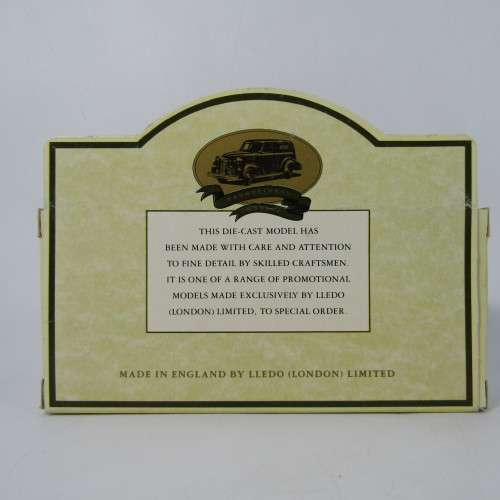 PROMOTIONAL
THIS DIE-CAST MODEL HAS
BEEN MADE WITH CARE AND ATTENTION
TO FINE DETAIL BY SKILLED CRAFTSMEN.
IT IS ONE OF A RANGE OF PROMOTIONAL
MODELS MADE EXCLUSIVELY BY LLEDO
(LONDON) LIMITED, TO SPECIAL ORDER.
MADE IN ENGLAND BY LLEDO (LONDON) LIMITED